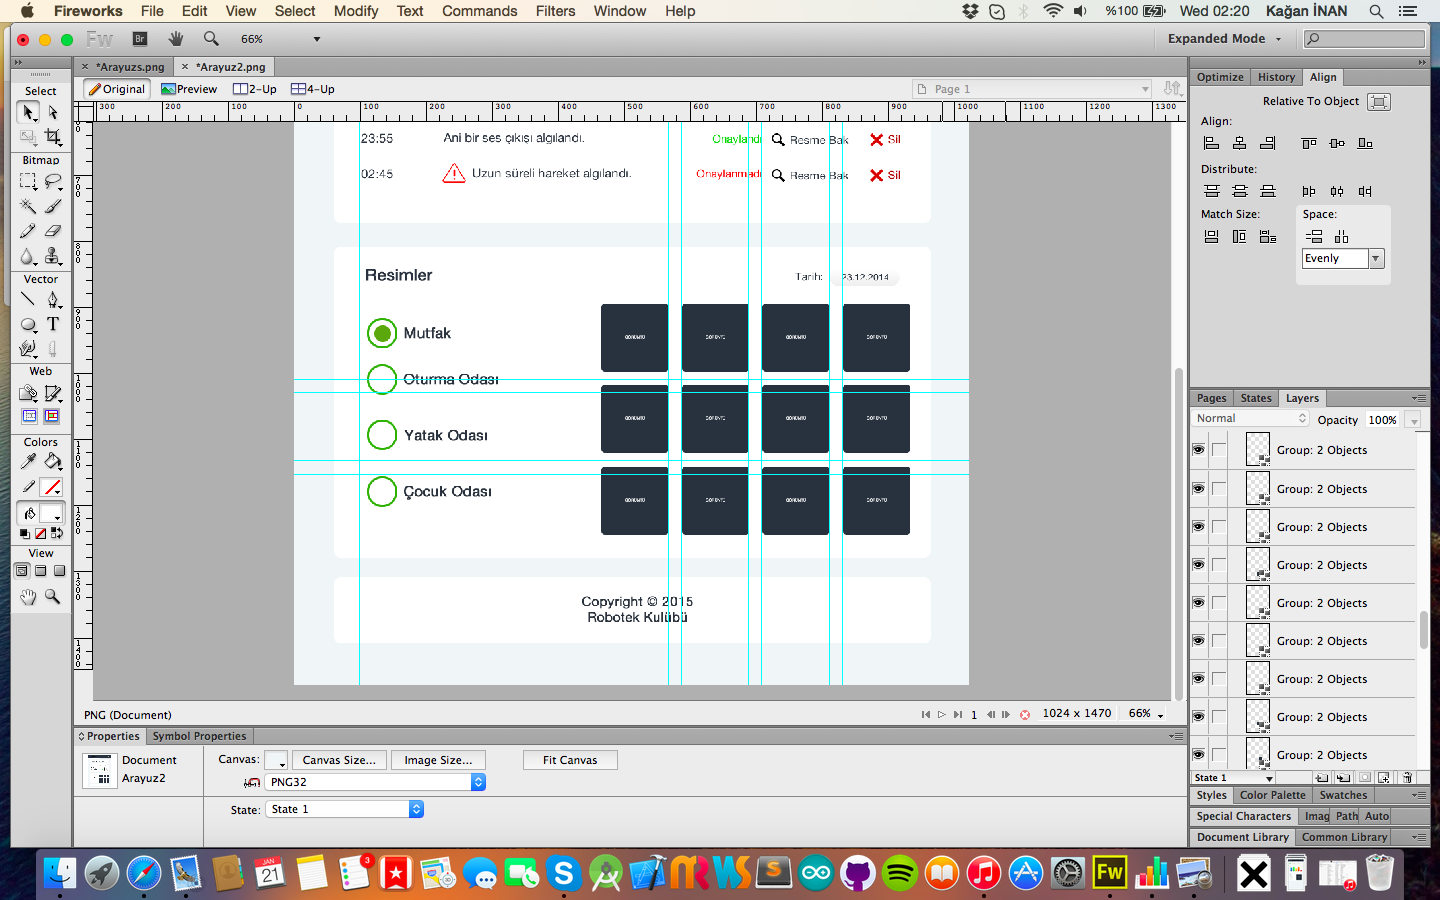 Fireworks File Edit View Select Modify Text Commands Filters Window Help
%100 Wed 02:20 Kağan İNAN
Fw Br 66% Expanded Mode
*Arayuzs.png *Arayuz2.png
Original Preview 2-Up 4-Up Page 1
300 200 100 0 100 200 300 400 500 600 700 800 900 1000 1100 1200 1300
Select
Bitmap
Vector
Web
Colors
View
23:55 Ani bir ses çıkışı algılandı. Onaylandı Resme Bak Sil
02:45 Uzun süreli hareket algılandı. Onaylanmadı Resme Bak Sil
Resimler
Tarih: 23.12.2014
Mutfak
Oturma Odası
Yatak Odası
Çocuk Odası
Copyright © 2015
Robotek Kulübü
PNG (Document) 1 1024 x 1470 66%
Properties Symbol Properties
Document
Arayuz2
Canvas: Canvas Size... Image Size... Fit Canvas
PNG32
State: State 1
Optimize History Align
Relative To Object
Align:
Distribute:
Match Size:
Space:
Evenly
Pages States Layers
Normal Opacity 100%
Group: 2 Objects
Group: 2 Objects
Group: 2 Objects
Group: 2 Objects
Group: 2 Objects
Group: 2 Objects
Group: 2 Objects
Group: 2 Objects
Group: 2 Objects
State 1
Styles Color Palette Swatches
Special Characters Imag Path Auto
Document Library Common Library
JAN
21
3
Fw